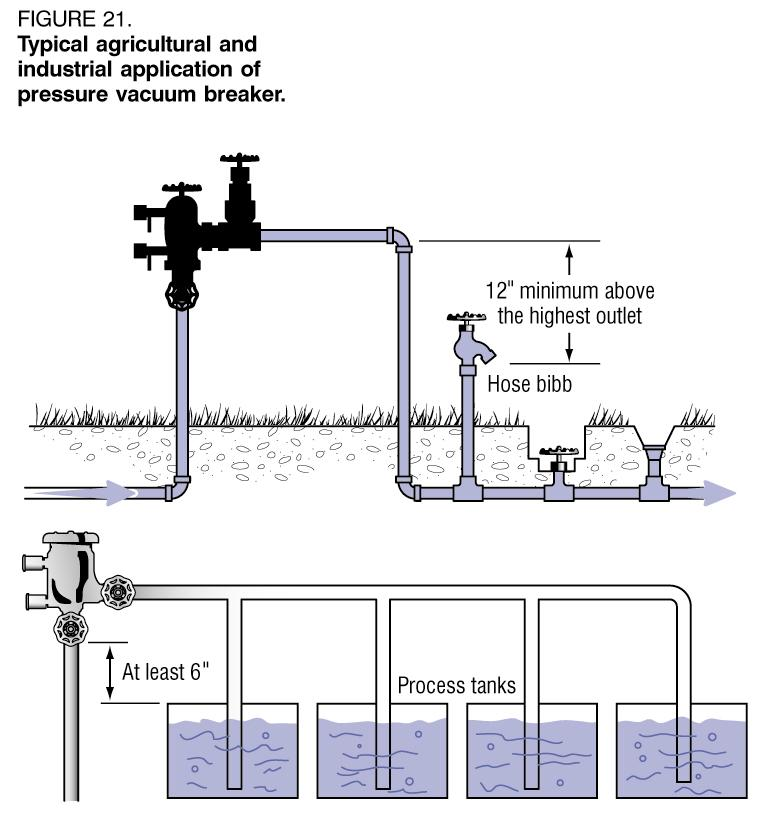 FIGURE 21.
Typical agricultural and
industrial application of
pressure vacuum breaker.
12" minimum above
the highest outlet
Hose bibb
At least 6"
Process tanks